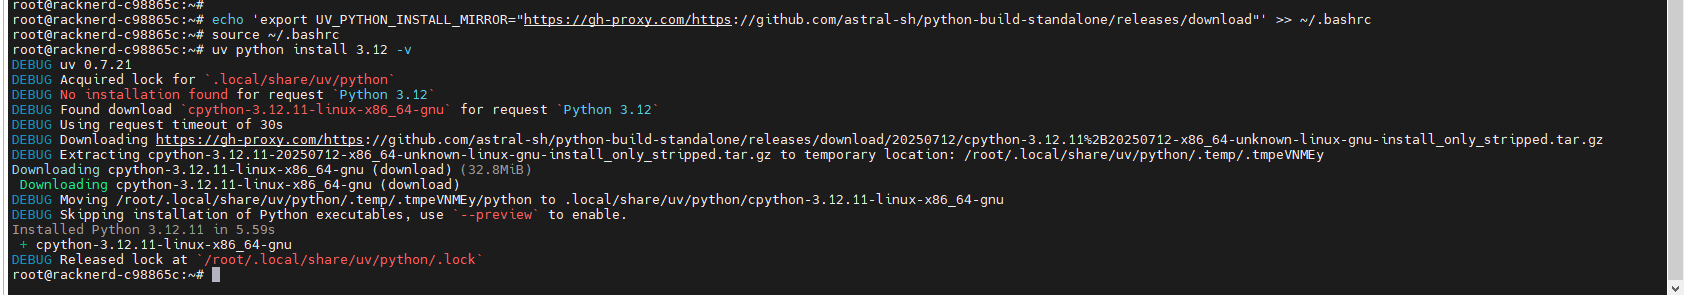 root@racknerd-c98865c:~#
root@racknerd-c98865c:~# echo 'export UV_PYTHON_INSTALL_MIRROR="https://gh-proxy.com/https://github.com/astral-sh/python-build-standalone/releases/download"' >> ~/.bashrc
root@racknerd-c98865c:~# source ~/.bashrc
root@racknerd-c98865c:~# uv python install 3.12 -v
DEBUG uv 0.7.21
DEBUG Acquired lock for `.local/share/uv/python`
DEBUG No installation found for request `Python 3.12`
DEBUG Found download `cpython-3.12.11-linux-x86_64-gnu` for request `Python 3.12`
DEBUG Using request timeout of 30s
DEBUG Downloading https://gh-proxy.com/https://github.com/astral-sh/python-build-standalone/releases/download/20250712/cpython-3.12.11%2B20250712-x86_64-unknown-linux-gnu-install_only_stripped.tar.gz
DEBUG Extracting cpython-3.12.11-20250712-x86_64-unknown-linux-gnu-install_only_stripped.tar.gz to temporary location: /root/.local/share/uv/python/.temp/.tmpeVNMEy
Downloading cpython-3.12.11-linux-x86_64-gnu (download) (32.8MiB)
 Downloading cpython-3.12.11-linux-x86_64-gnu (download)
DEBUG Moving /root/.local/share/uv/python/.temp/.tmpeVNMEy/python to .local/share/uv/python/cpython-3.12.11-linux-x86_64-gnu
DEBUG Skipping installation of Python executables, use `--preview` to enable.
Installed Python 3.12.11 in 5.59s
 + cpython-3.12.11-linux-x86_64-gnu
DEBUG Released lock at `/root/.local/share/uv/python/.lock`
root@racknerd-c98865c:~#